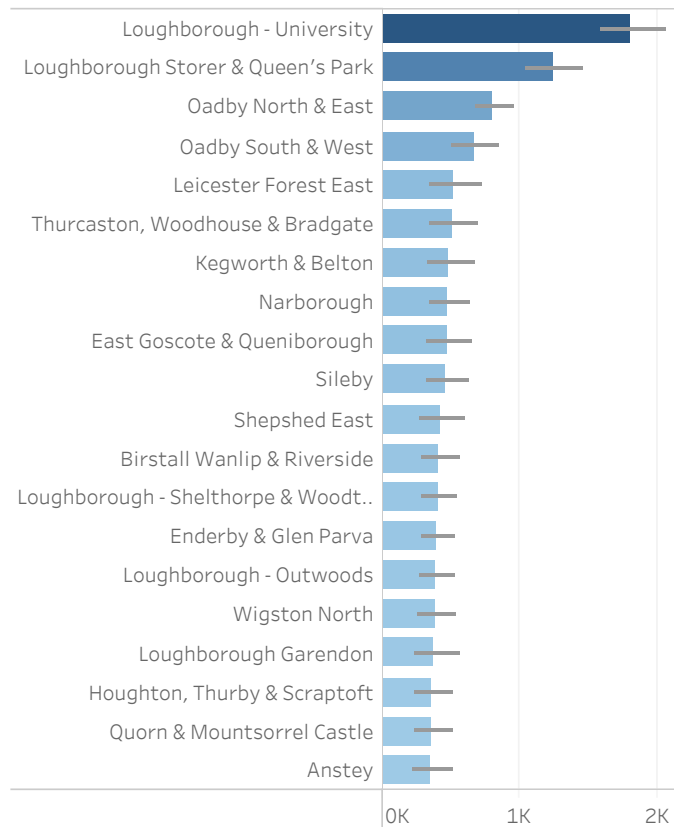 Loughborough - University
Loughborough Storer & Queen's Park
Oadby North & East
Oadby South & West
Leicester Forest East
Thurcaston, Woodhouse & Bradgate
Kegworth & Belton
Narborough
East Goscote & Queniborough
Sileby
Shepshed East
Birstall Wanlip & Riverside
Loughborough - Shelthorpe & Woodt..
Enderby & Glen Parva
Loughborough - Outwoods
Wigston North
Loughborough Garendon
Houghton, Thurby & Scraptoft
Quorn & Mountsorrel Castle
Anstey
0K 1K 2K